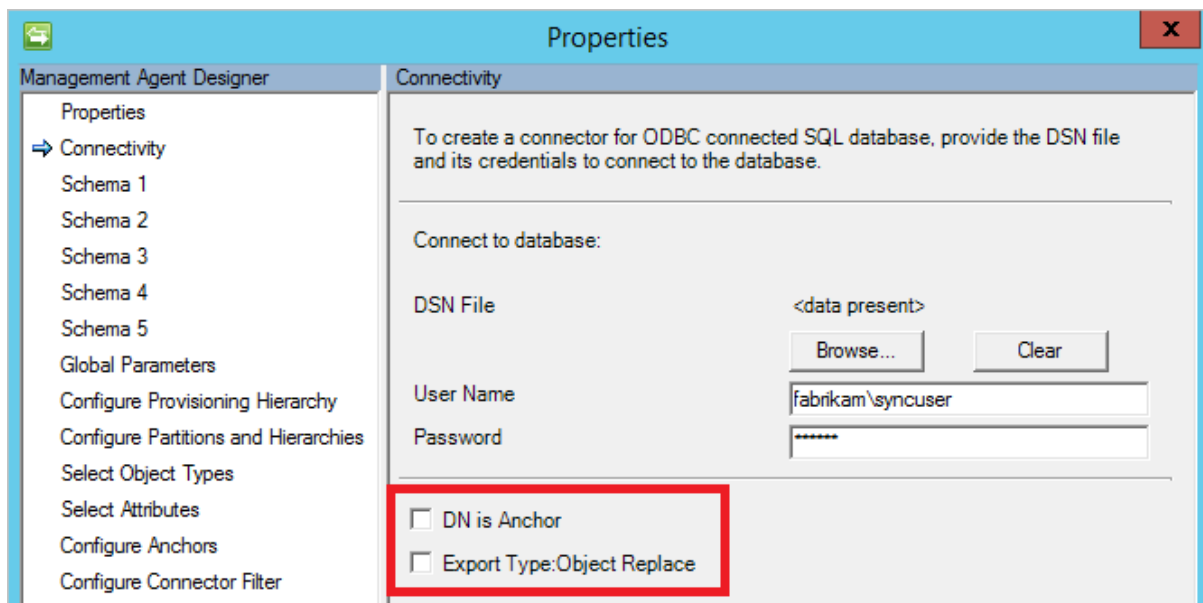 Properties
x
Management Agent Designer
Connectivity
Properties
Connectivity
Schema 1
Schema 2
Schema 3
Schema 4
Schema 5
Global Parameters
Configure Provisioning Hierarchy
Configure Partitions and Hierarchies
Select Object Types
Select Attributes
Configure Anchors
Configure Connector Filter
To create a connector for ODBC connected SQL database, provide the DSN file
and its credentials to connect to the database.
Connect to database:
DSN File
<data present>
Browse...
Clear
User Name
fabrikam\syncuser
Password
******
DN is Anchor
Export Type:Object Replace